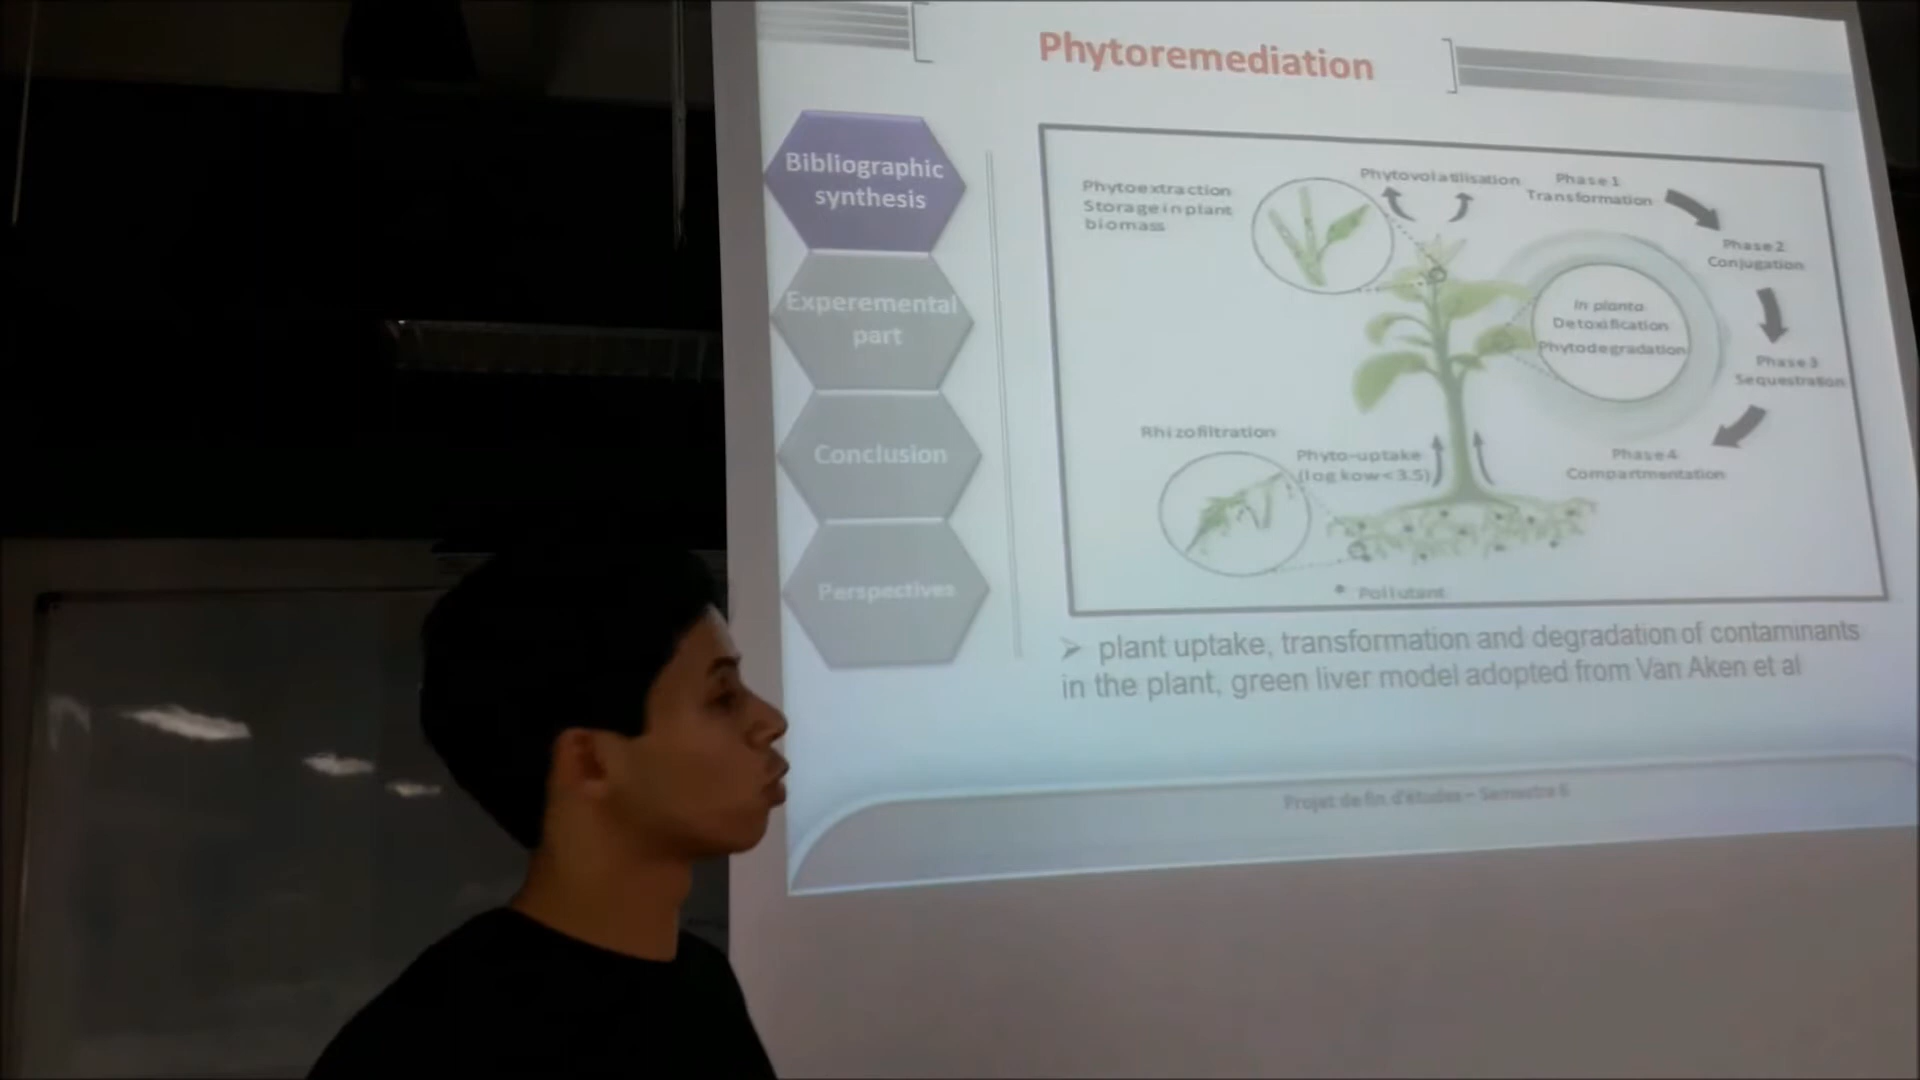 Phytoremediation
Bibliographic
synthesis
Experemental
part
Conclusion
Perspectives
Phytoextraction
Storage in plant
biomass
Phytovolatilisation
Phase 1
Transformation
Phase 2
Conjugation
In planta
Detoxification
Phytodegradation
Phase 3
Sequestration
Rhizofiltration
Phyto-uptake
(log kow < 3.5)
Phase 4
Compartmentation
Pollutant
➢ plant uptake, transformation and degradation of contaminants
in the plant, green liver model adopted from Van Aken et al
Projet de fin d'études – Semestre 6